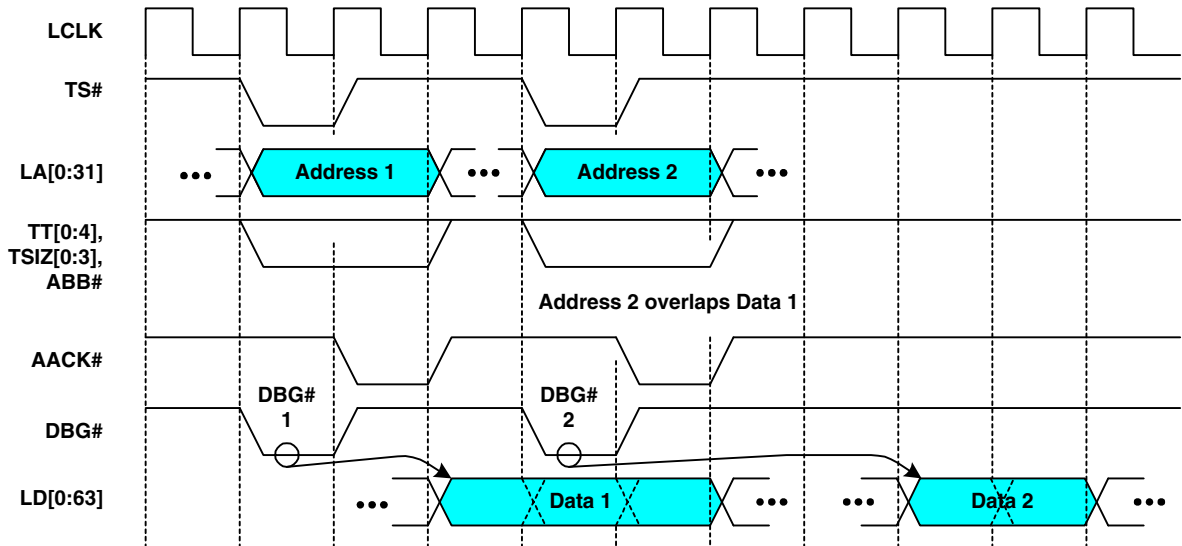 LCLK
TS#
LA[0:31]
••• Address 1 ••• Address 2 •••
TT[0:4],
TSIZ[0:3],
ABB#
Address 2 overlaps Data 1
AACK#
DBG#
1
DBG#
2
DBG#
LD[0:63]
••• Data 1 ••• ••• Data 2 •••